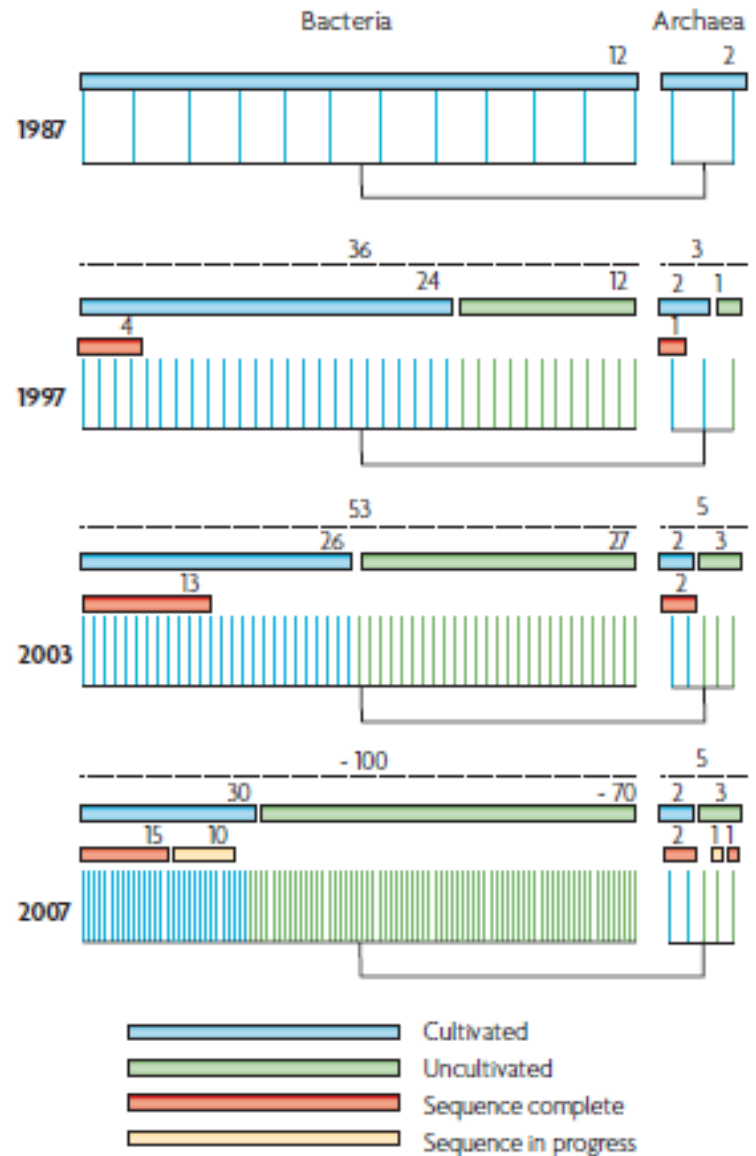 Bacteria Archaea
12 2
1987
36 3
24 12 2 1
4 1
1997
53 5
26 27 2 3
13 2
2003
- 100 5
30 - 70 2 3
15 10 2 1 1
2007
Cultivated
Uncultivated
Sequence complete
Sequence in progress